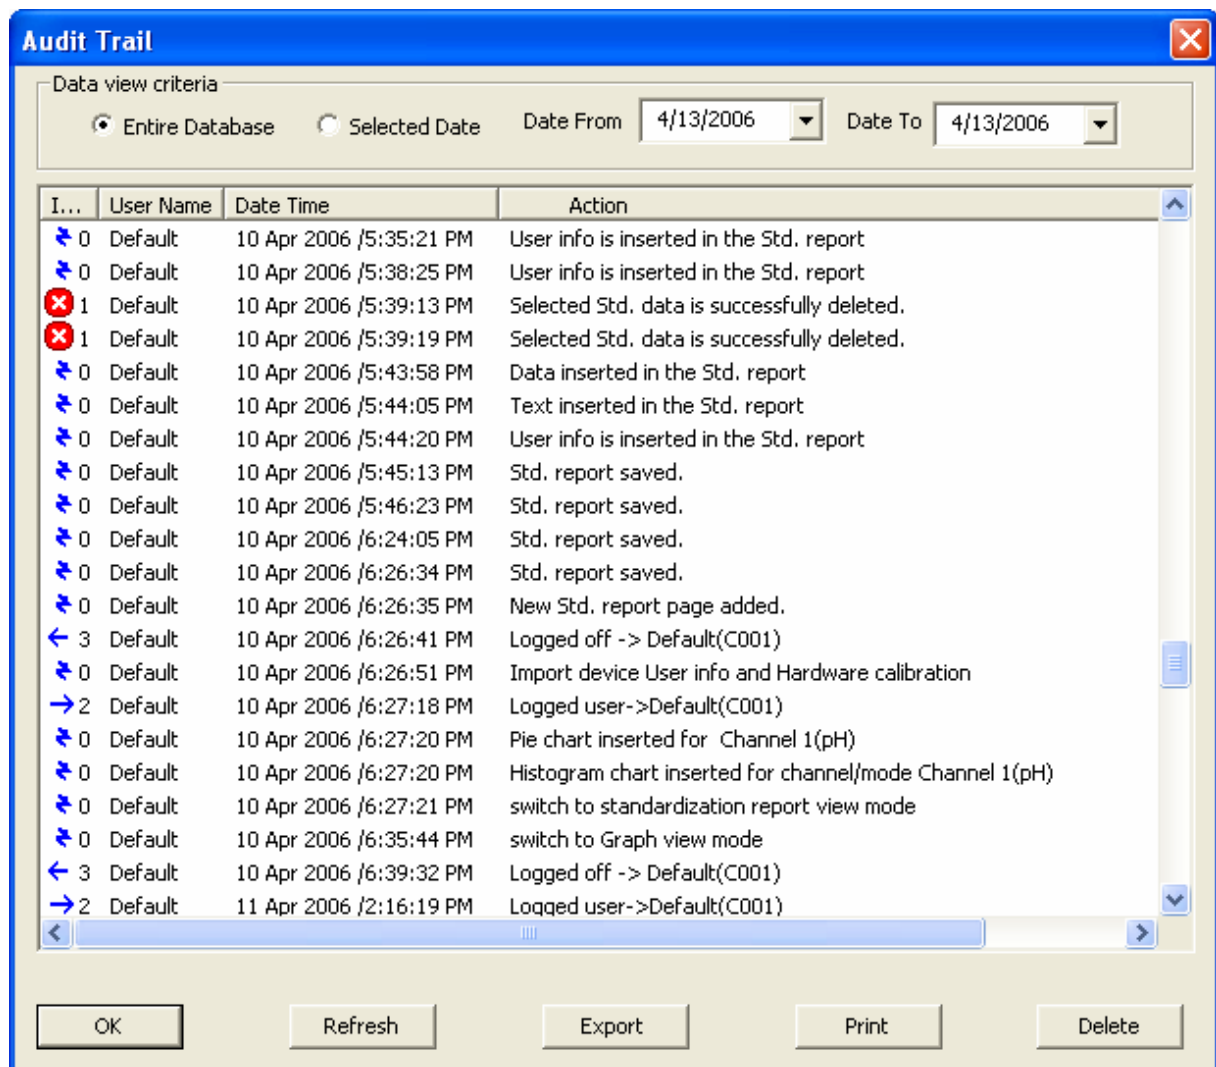 Audit Trail
Data view criteria
Entire Database Selected Date Date From 4/13/2006 Date To 4/13/2006
I... User Name Date Time Action
0 Default 10 Apr 2006 /5:35:21 PM User info is inserted in the Std. report
0 Default 10 Apr 2006 /5:38:25 PM User info is inserted in the Std. report
1 Default 10 Apr 2006 /5:39:13 PM Selected Std. data is successfully deleted.
1 Default 10 Apr 2006 /5:39:19 PM Selected Std. data is successfully deleted.
0 Default 10 Apr 2006 /5:43:58 PM Data inserted in the Std. report
0 Default 10 Apr 2006 /5:44:05 PM Text inserted in the Std. report
0 Default 10 Apr 2006 /5:44:20 PM User info is inserted in the Std. report
0 Default 10 Apr 2006 /5:45:13 PM Std. report saved.
0 Default 10 Apr 2006 /5:46:23 PM Std. report saved.
0 Default 10 Apr 2006 /6:24:05 PM Std. report saved.
0 Default 10 Apr 2006 /6:26:34 PM Std. report saved.
0 Default 10 Apr 2006 /6:26:35 PM New Std. report page added.
3 Default 10 Apr 2006 /6:26:41 PM Logged off -> Default(C001)
0 Default 10 Apr 2006 /6:26:51 PM Import device User info and Hardware calibration
2 Default 10 Apr 2006 /6:27:18 PM Logged user->Default(C001)
0 Default 10 Apr 2006 /6:27:20 PM Pie chart inserted for  Channel 1(pH)
0 Default 10 Apr 2006 /6:27:20 PM Histogram chart inserted for channel/mode Channel 1(pH)
0 Default 10 Apr 2006 /6:27:21 PM switch to standardization report view mode
0 Default 10 Apr 2006 /6:35:44 PM switch to Graph view mode
3 Default 10 Apr 2006 /6:39:32 PM Logged off -> Default(C001)
2 Default 11 Apr 2006 /2:16:19 PM Logged user->Default(C001)
OK Refresh Export Print Delete